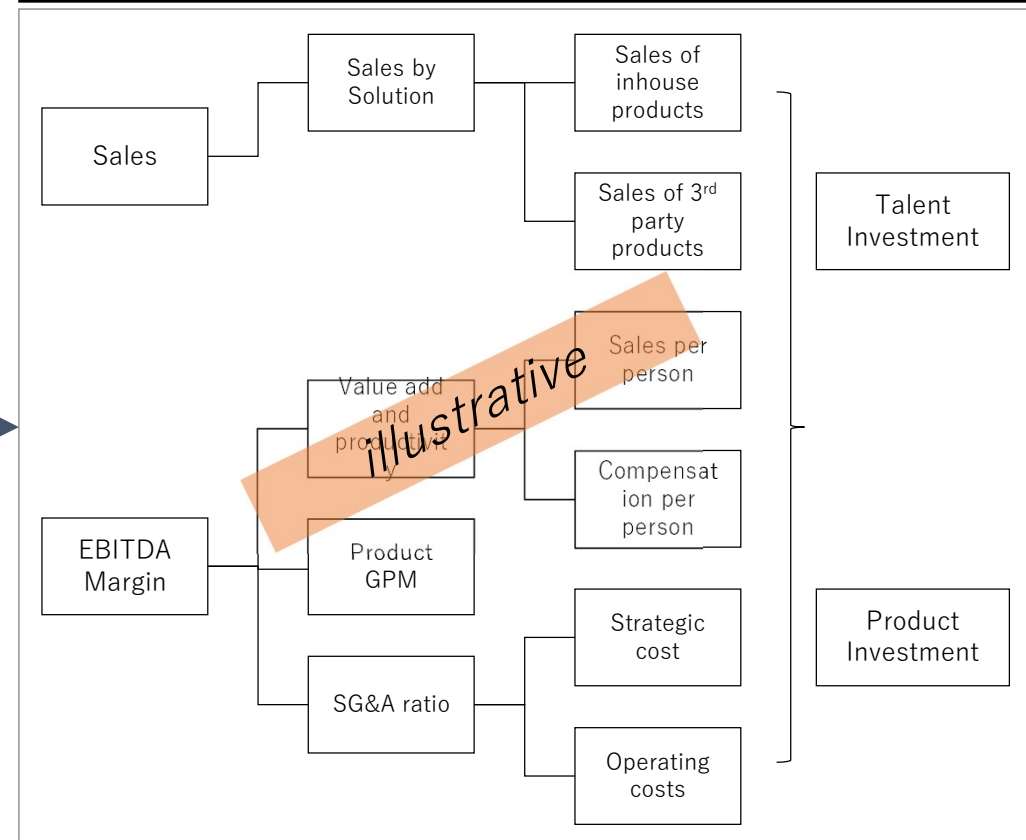 Sales
Sales by
Solution
Sales of
inhouse
products
Sales of 3rd
party
products
Talent
Investment
EBITDA
Margin
Value add
and
productivit
y
illustrative
Sales per
person
Compensat
ion per
person
Product
GPM
SG&A ratio
Strategic
cost
Operating
costs
Product
Investment